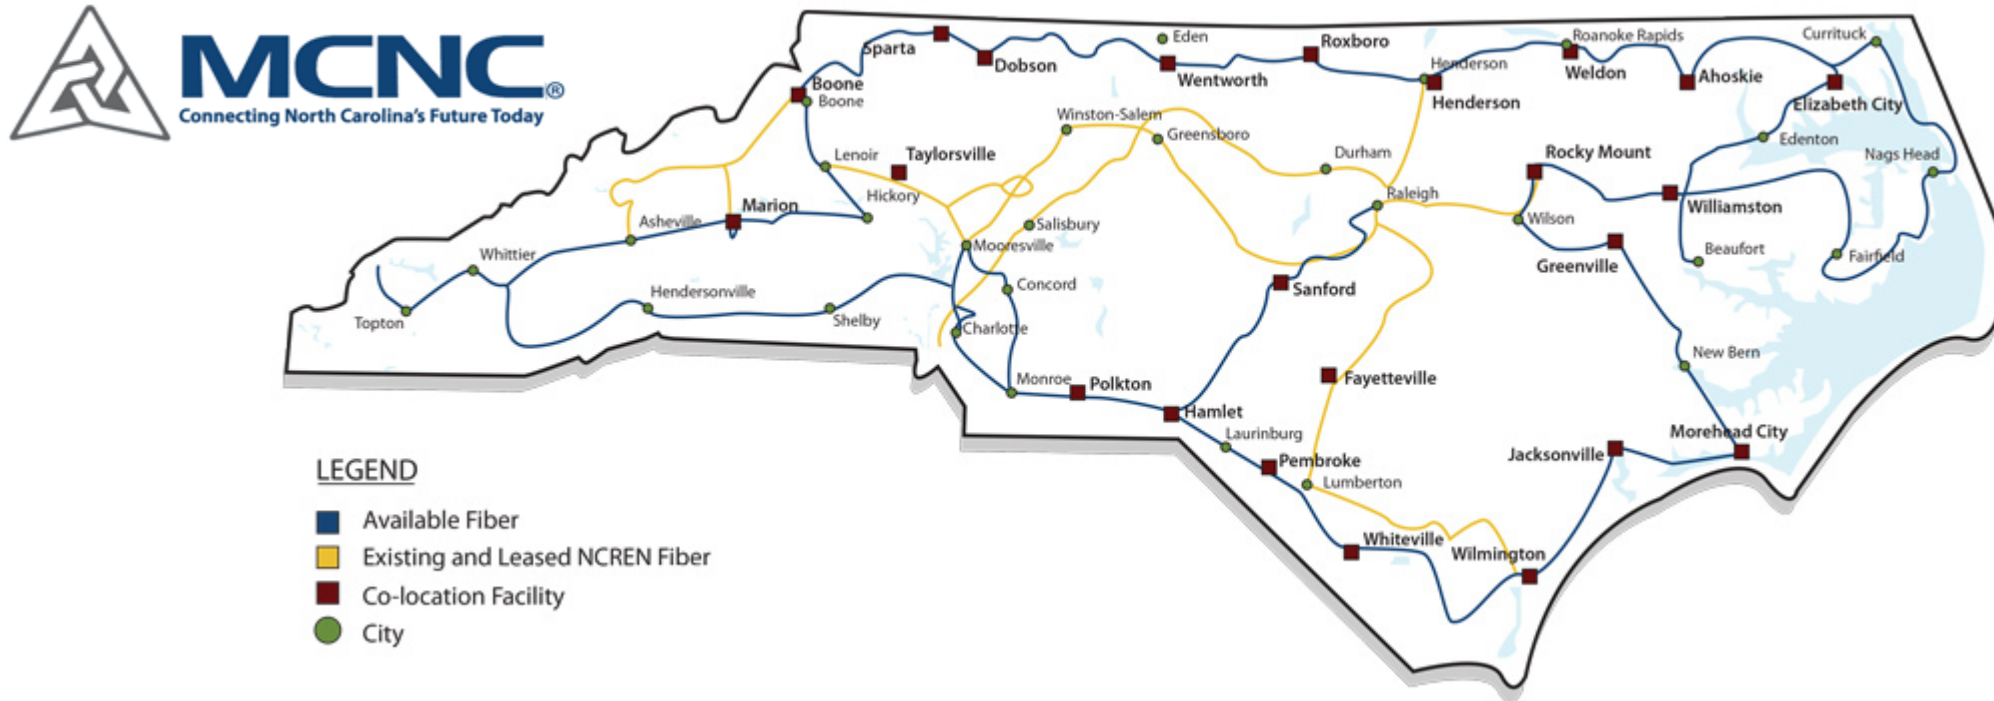 MCNC®
Connecting North Carolina's Future Today
Sparta
Dobson
Eden
Wentworth
Roxboro
Henderson
Henderson
Roanoke Rapids
Weldon
Ahoskie
Currituck
Elizabeth City
Boone
Boone
Winston-Salem
Greensboro
Durham
Edenton
Nags Head
Lenoir
Taylorsville
Hickory
Rocky Mount
Raleigh
Wilson
Williamston
Marion
Asheville
Salisbury
Mooresville
Whittier
Greenville
Beaufort
Fairfield
Hendersonville
Concord
Sanford
Topton
Shelby
Charlotte
New Bern
Monroe
Polkton
Fayetteville
Hamlet
Laurinburg
Morehead City
Jacksonville
Pembroke
Lumberton
Whiteville
Wilmington
LEGEND
Available Fiber
Existing and Leased NCREN Fiber
Co-location Facility
City